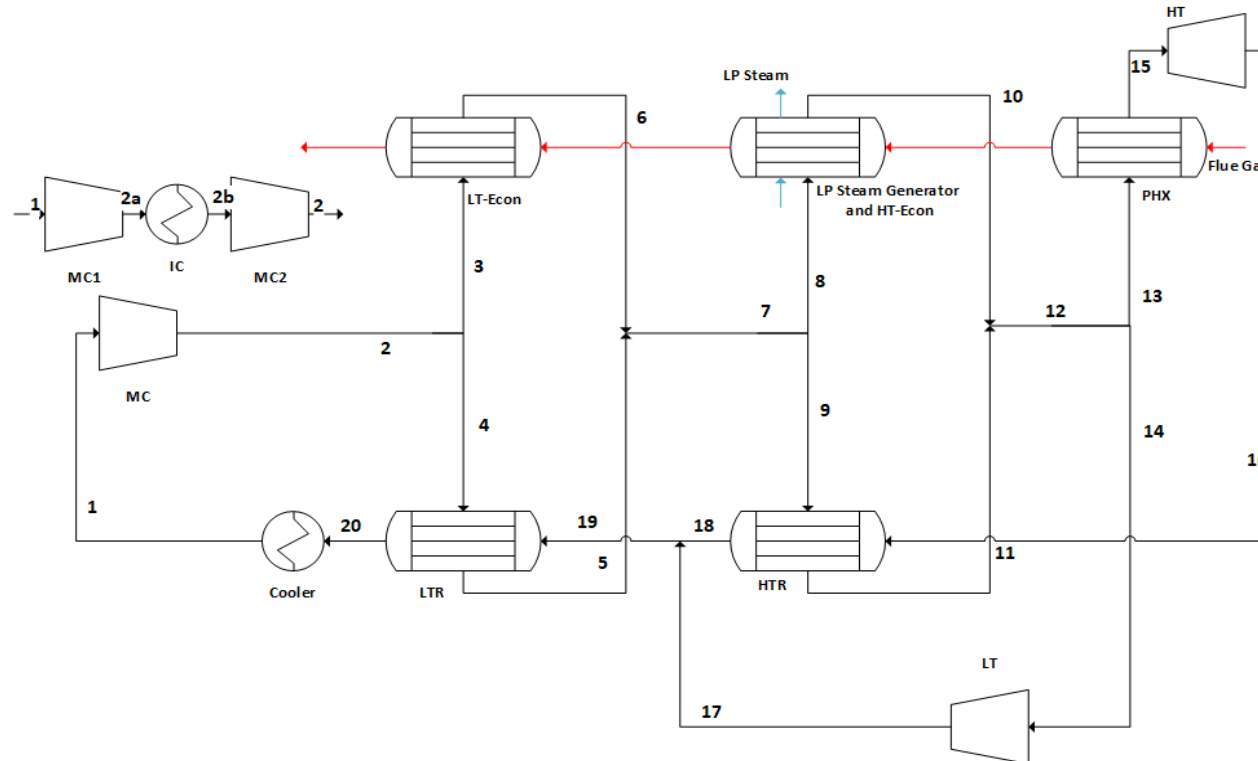 HT
15
LP Steam
10
6
Flue Ga
1
2a
2b
2
LT-Econ
LP Steam Generator
and HT-Econ
PHX
IC
MC1
MC2
3
8
13
7
12
2
MC
4
9
14
1
20
19
18
5
11
Cooler
LTR
HTR
LT
17